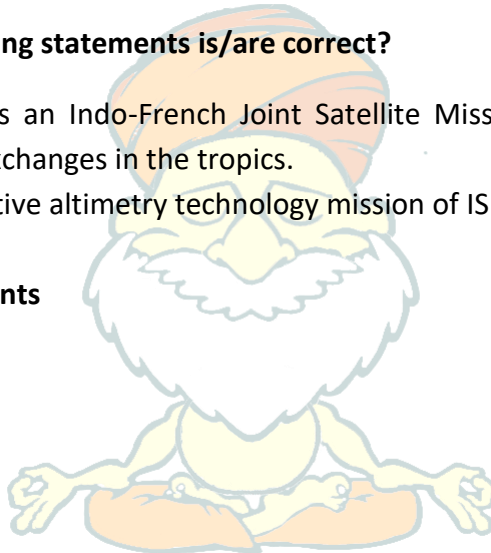 ng statements is/are correct?
s an Indo-French Joint Satellite Miss
changes in the tropics.
tive altimetry technology mission of IS
nts